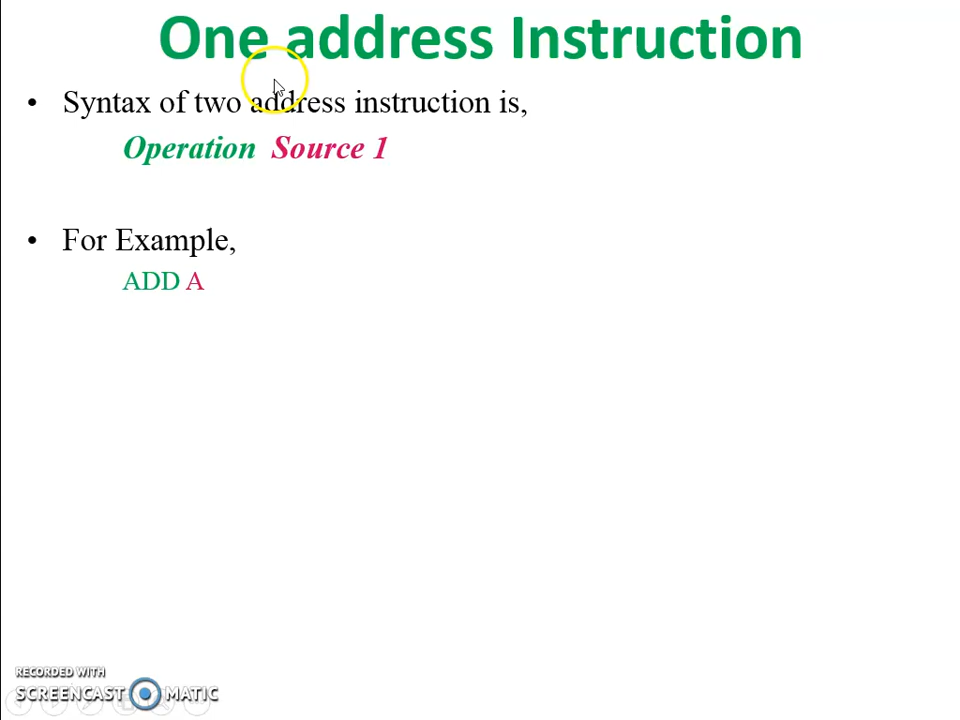 One address Instruction
• Syntax of two address instruction is,
Operation Source 1
• For Example,
ADD A
RECORDED WITH
SCREENCAST MATIC